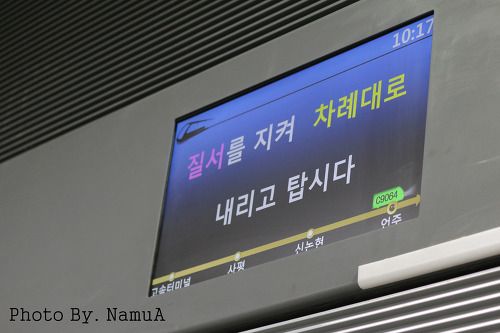 10:17
질서를 지켜 차례대로
내리고 탑시다
C9064
고속터미널 사평 신논현 언주
Photo By. NamuA